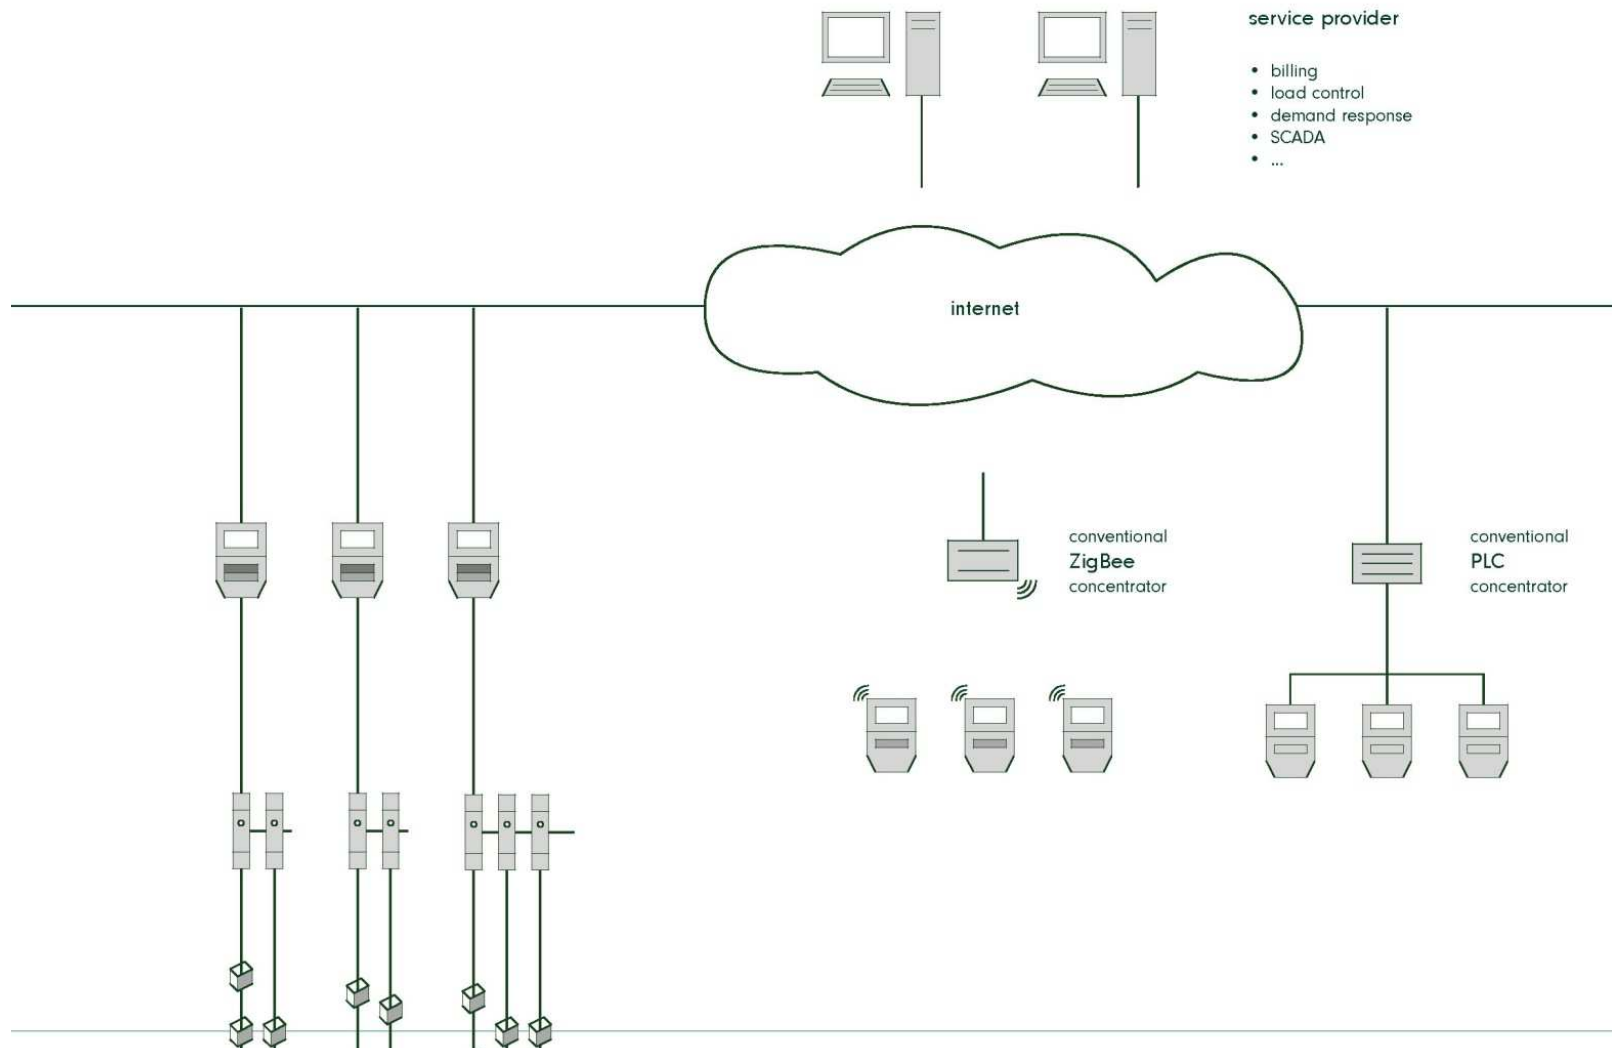 service provider
• billing
• load control
• demand response
• SCADA
• ...
internet
conventional
ZigBee
concentrator
conventional
PLC
concentrator